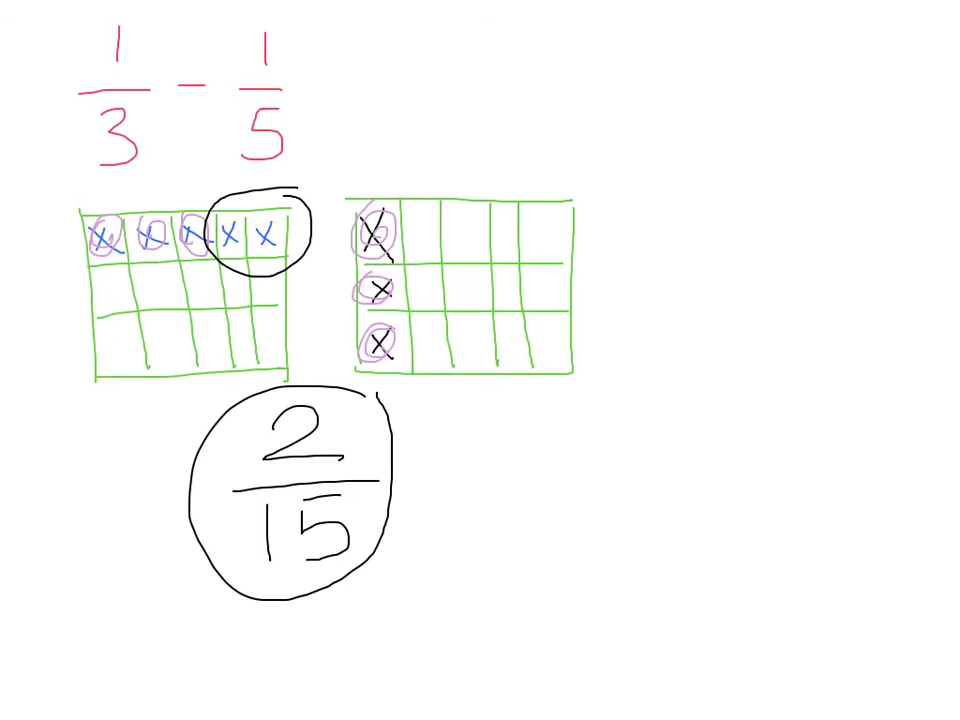 1/3 - 1/5
X X X X X X
X
X
2/15